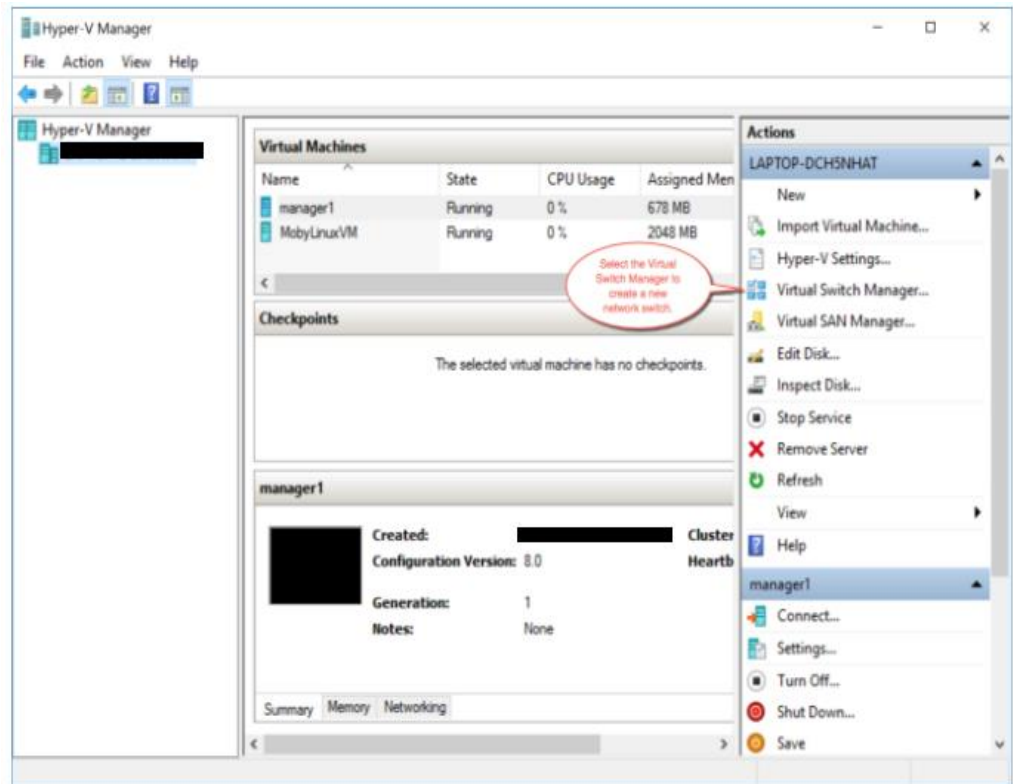 Hyper-V Manager
File Action View Help
Hyper-V Manager
Virtual Machines
Name State CPU Usage Assigned Mem
manager1 Running 0 % 678 MB
MobyLinuxVM Running 0 % 2048 MB
Select the Virtual
Switch Manager to
create a new
network switch.
Checkpoints
The selected virtual machine has no checkpoints.
manager1
Created: Cluster
Configuration Version: 8.0 Heartb
Generation: 1
Notes: None
Summary Memory Networking
Actions
LAPTOP-DCH5NHAT
New
Import Virtual Machine...
Hyper-V Settings...
Virtual Switch Manager...
Virtual SAN Manager...
Edit Disk...
Inspect Disk...
Stop Service
Remove Server
Refresh
View
Help
manager1
Connect...
Settings...
Turn Off...
Shut Down...
Save